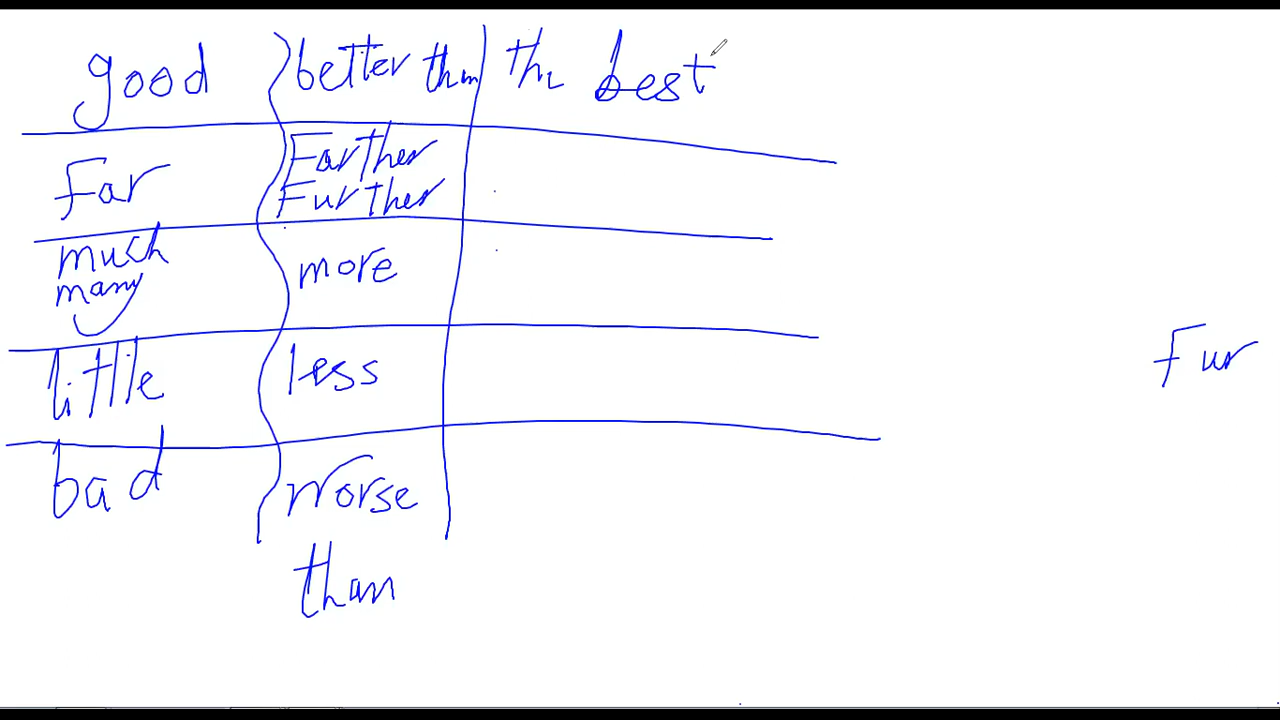 good better than the best
Far Farther
Further
much more
many
little less
Fur
bad worse
than